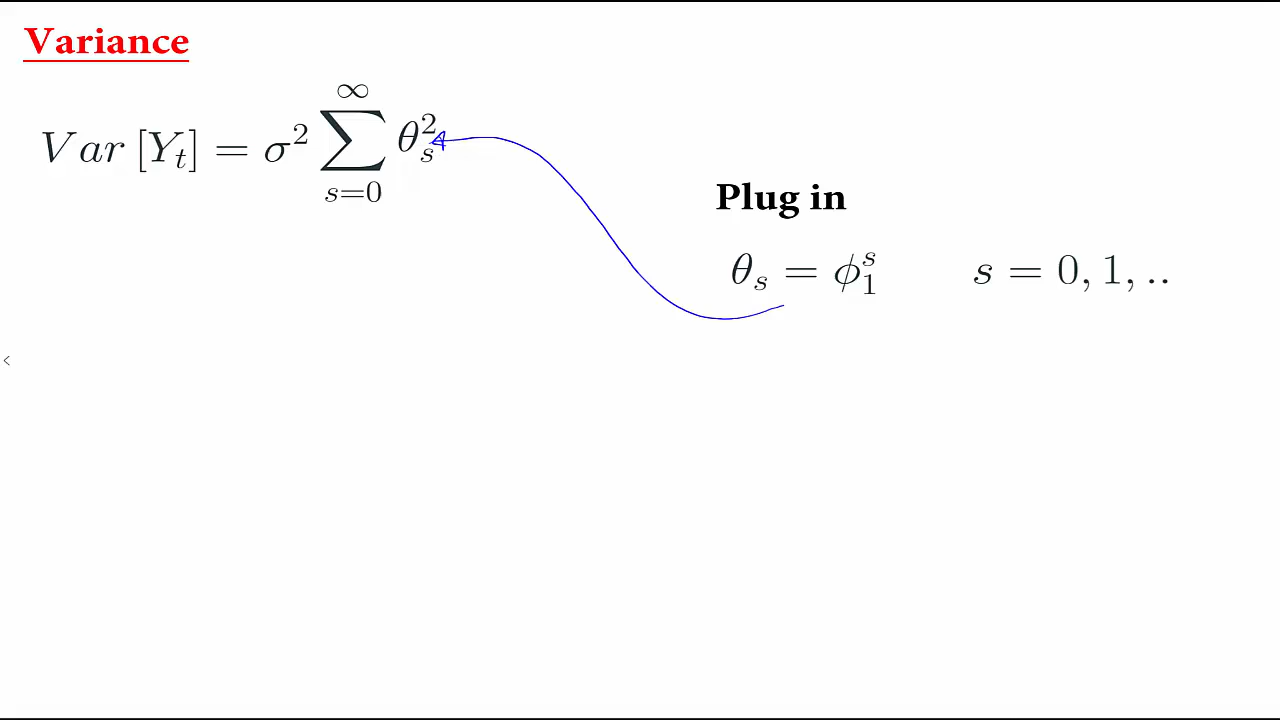 Variance
Var [Y_t] = σ^2 ∑_{s=0}^{∞} θ_s^2
Plug in
θ_s = ϕ_1^s s = 0, 1, ..
<